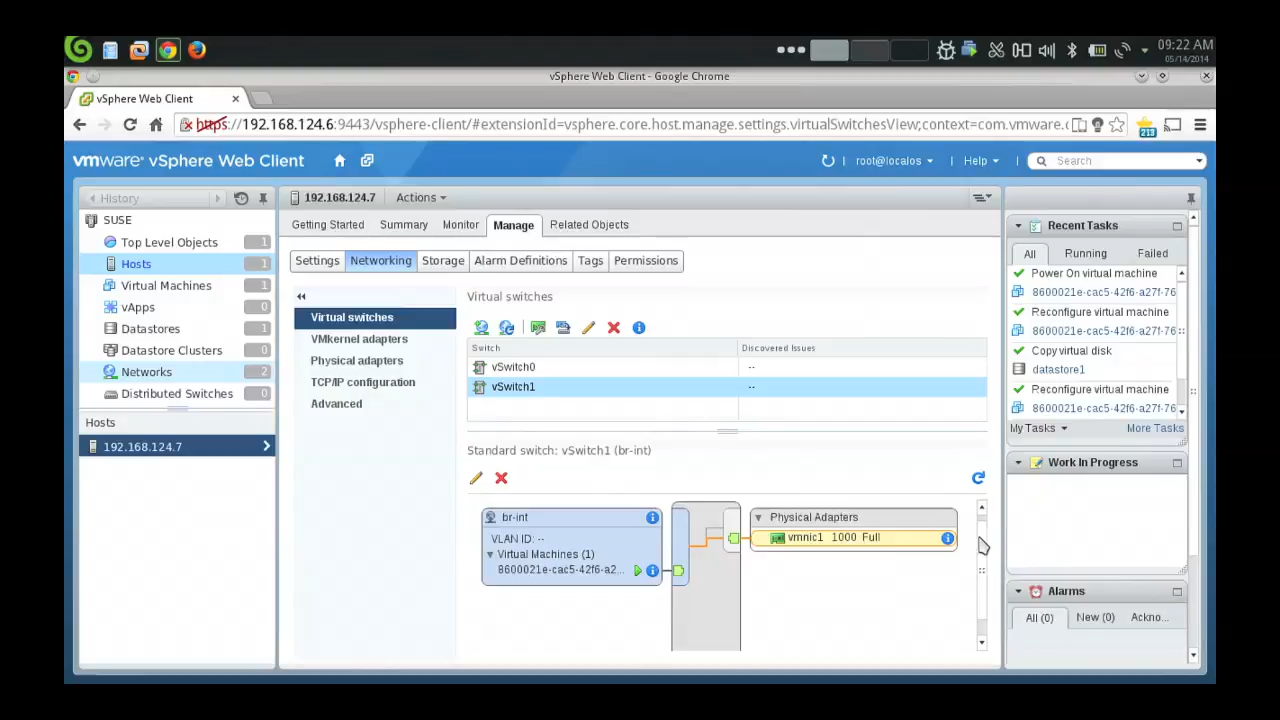 09:22 AM
05/14/2014
vSphere Web Client - Google Chrome
vSphere Web Client
https://192.168.124.6:9443/vsphere-client/#extensionId=vsphere.core.host.manage.settings.virtualSwitchesView;context=com.vmware.c
213
vmware® vSphere Web Client
root@localos
Help
Search
History
SUSE
Top Level Objects 1
Hosts 1
Virtual Machines 1
vApps 0
Datastores 1
Datastore Clusters 0
Networks 2
Distributed Switches 0
Hosts
192.168.124.7
192.168.124.7 Actions
Getting Started Summary Monitor Manage Related Objects
Settings Networking Storage Alarm Definitions Tags Permissions
Virtual switches
VMkernel adapters
Physical adapters
TCP/IP configuration
Advanced
Virtual switches
Switch Discovered Issues
vSwitch0 --
vSwitch1 --
Standard switch: vSwitch1 (br-int)
br-int
VLAN ID: --
Virtual Machines (1)
8600021e-cac5-42f6-a2...
Physical Adapters
vmnic1 1000 Full
Recent Tasks
All Running Failed
Power On virtual machine
8600021e-cac5-42f6-a27f-76
Reconfigure virtual machine
8600021e-cac5-42f6-a27f-76
Copy virtual disk
datastore1
Reconfigure virtual machine
8600021e-cac5-42f6-a27f-76
My Tasks More Tasks
Work In Progress
Alarms
All (0) New (0) Ackno...